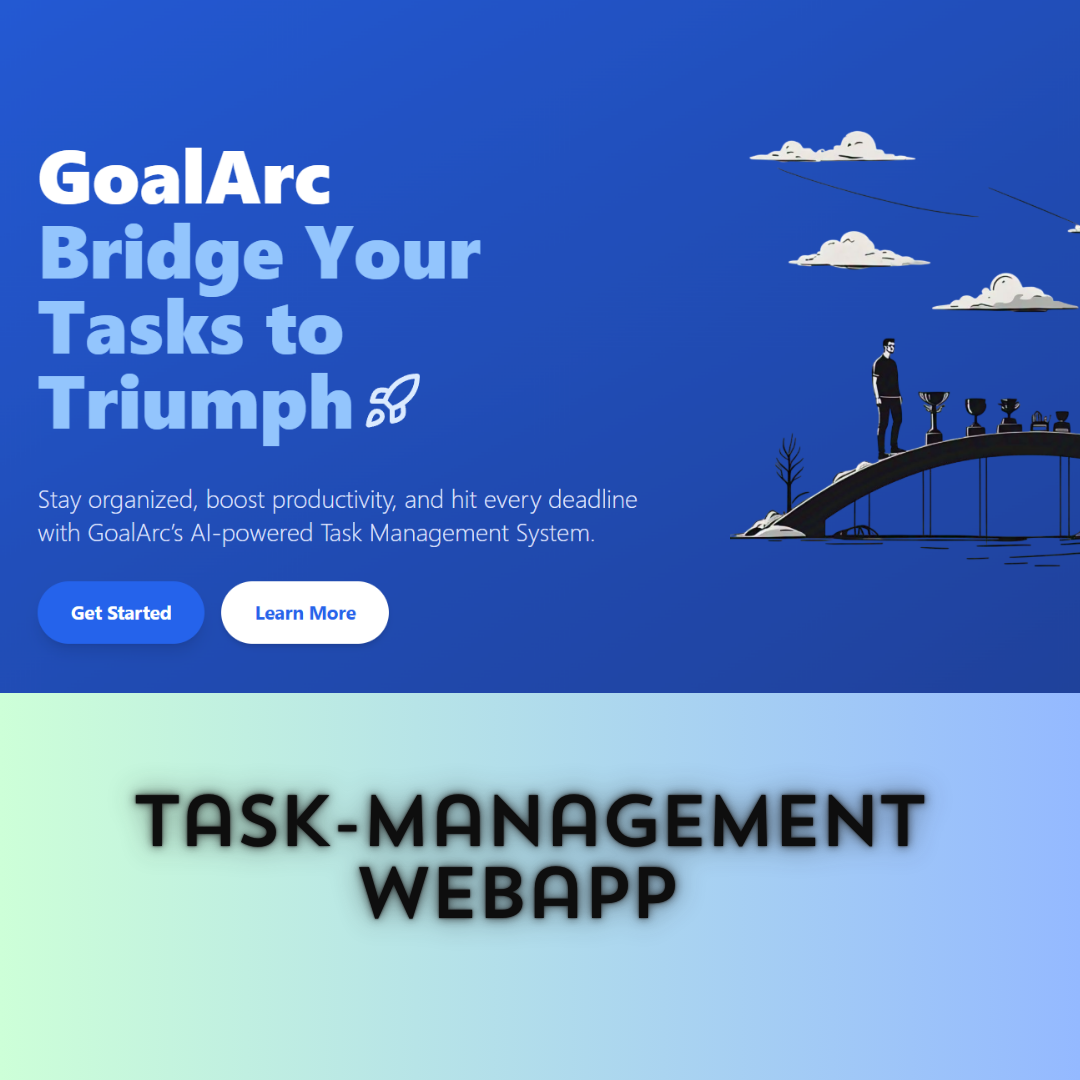 GoalArc
Bridge Your
Tasks to
Triumph
Stay organized, boost productivity, and hit every deadline
with GoalArc’s AI-powered Task Management System.
Get Started
Learn More
TASK-MANAGEMENT
WEBAPP